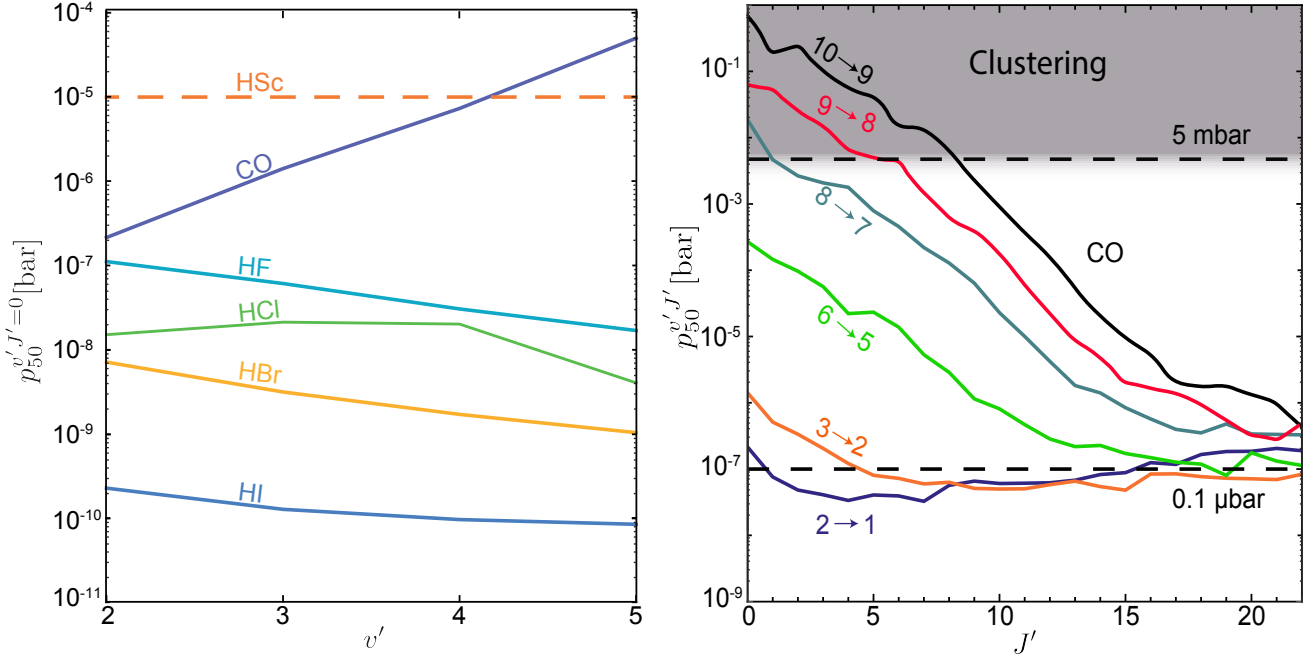 10⁻⁴
10⁻⁵
10⁻⁶
10⁻⁷
10⁻⁸
10⁻⁹
10⁻¹⁰
10⁻¹¹
p₅₀^{v′J′=0}[bar]
HSc
CO
HF
HCl
HBr
HI
2
3
4
5
v′
10⁻¹
10⁻³
10⁻⁵
10⁻⁷
10⁻⁹
p₅₀^{v′J′}[bar]
Clustering
10→9
9→8
5 mbar
8→7
CO
6→5
3→2
0.1 µbar
2→1
0
5
10
15
20
J′